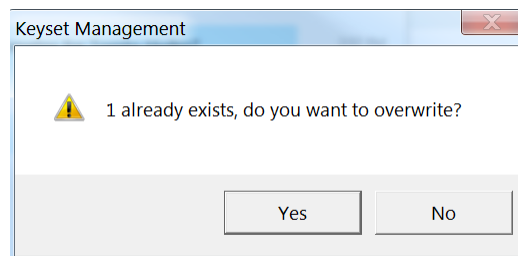 Keyset Management
1 already exists, do you want to overwrite?
Yes
No